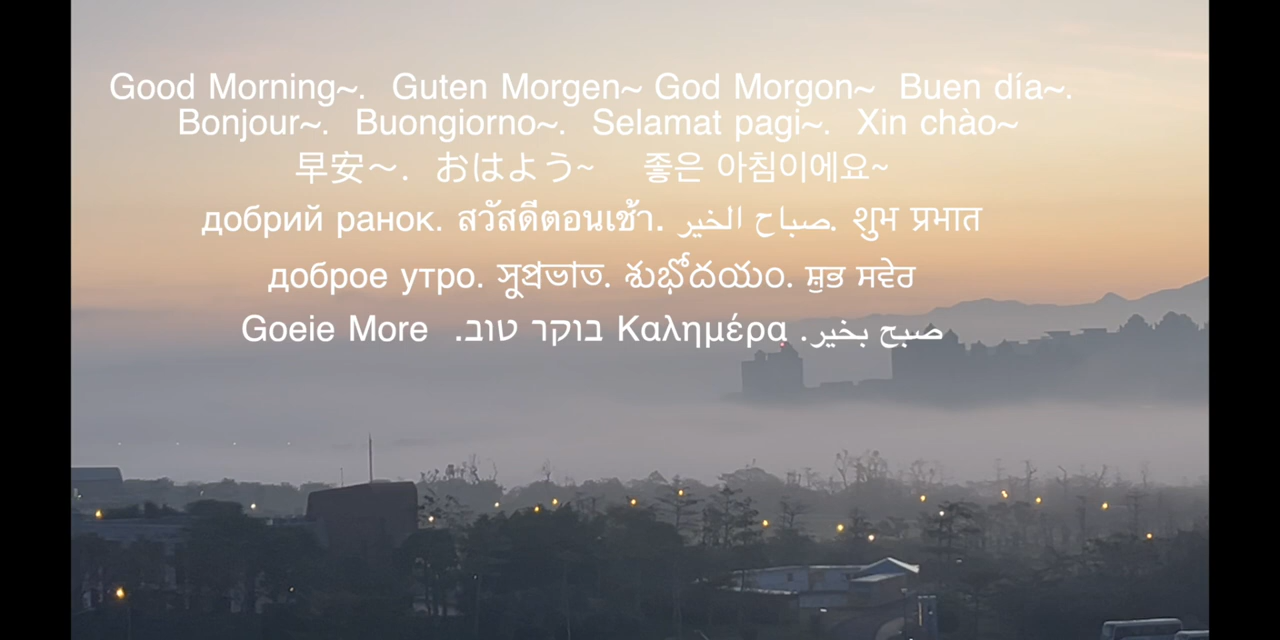 Good Morning~.  Guten Morgen~ God Morgon~  Buen día~.
Bonjour~.  Buongiorno~.  Selamat pagi~.  Xin chào~
早安～.  おはよう~  좋은 아침이에요~
добрий ранок. สวัสดีตอนเช้า. صباح الخير. शुभ प्रभात
доброе утро. সুপ্রভাত. శుభోదయం. ਸ਼ੁਭ ਸਵੇਰ
Goeie More  בוקר טוב. Καλημέρα صبح بخیر.